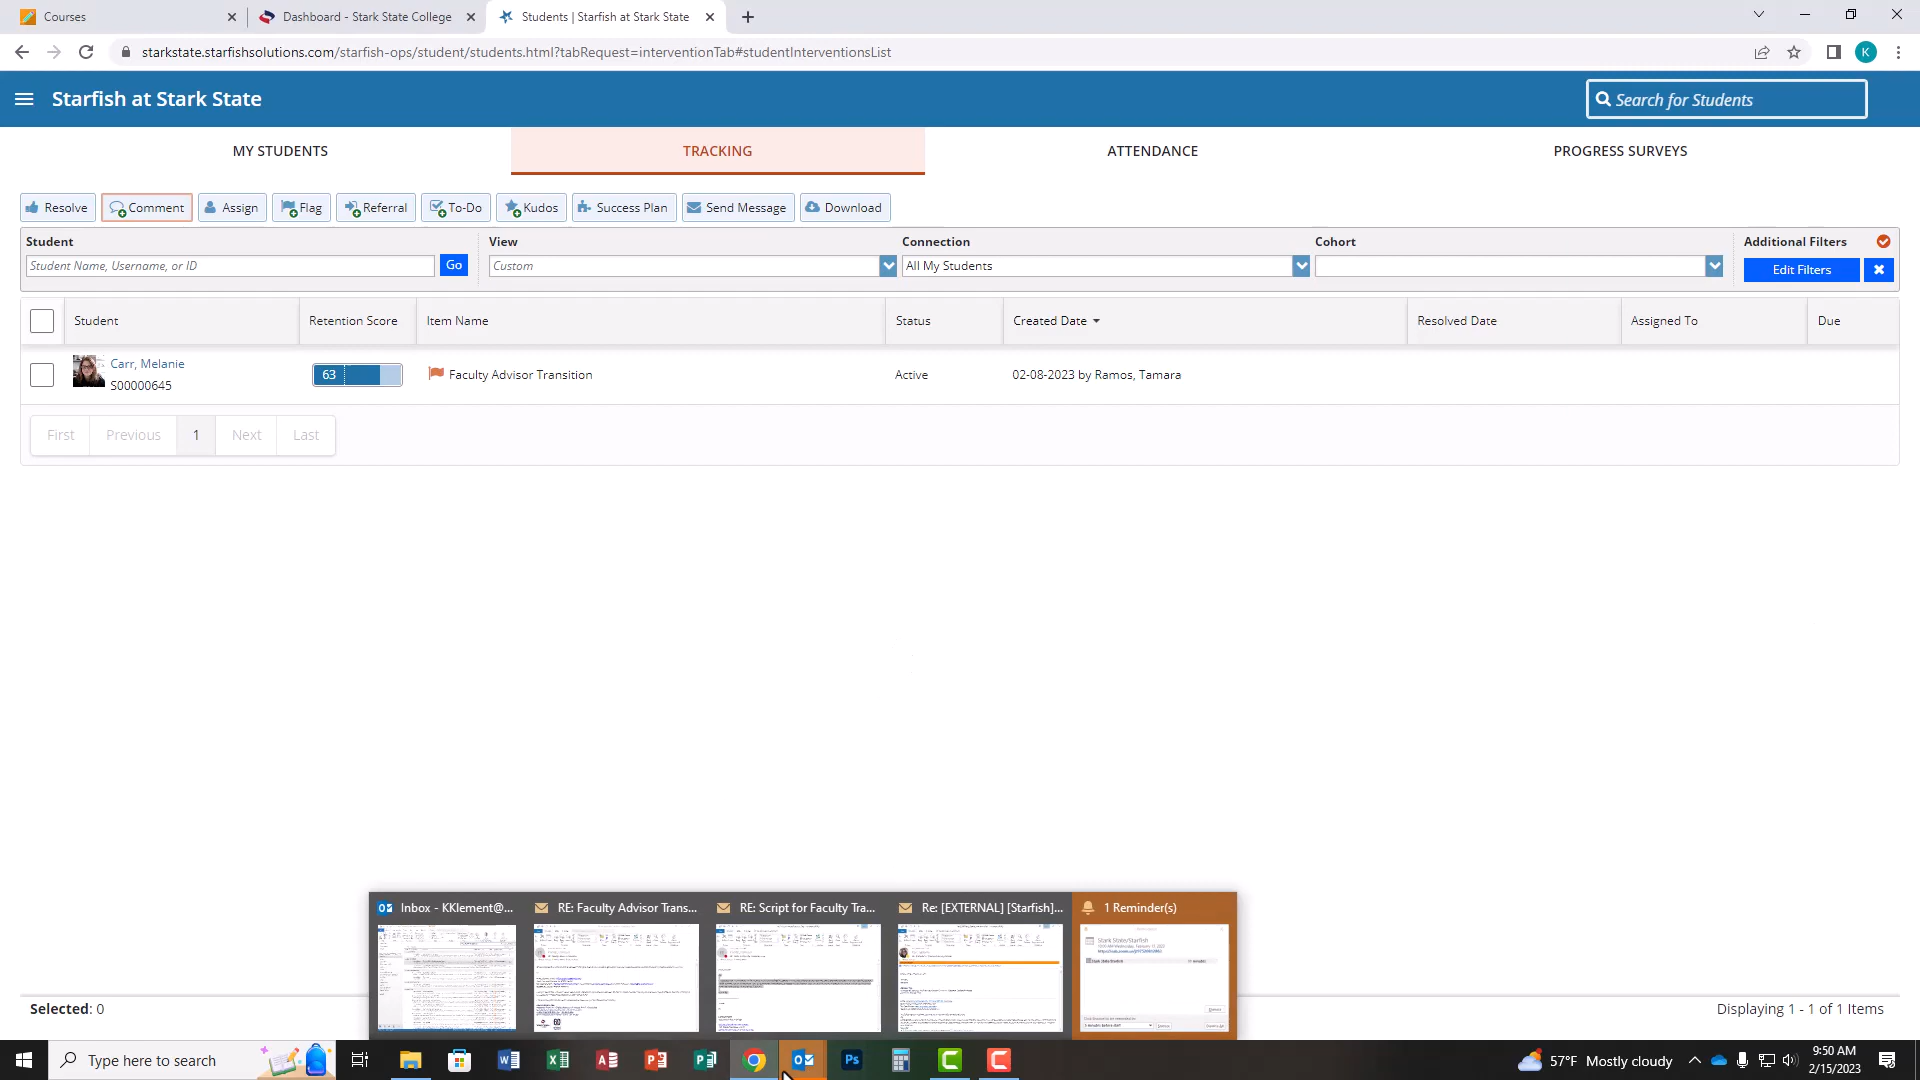 Courses
Dashboard - Stark State College
Students | Starfish at Stark State
starkstate.starfishsolutions.com/starfish-ops/student/students.html?tabRequest=interventionTab#studentInterventionsList
K
Starfish at Stark State
Search for Students
MY STUDENTS
TRACKING
ATTENDANCE
PROGRESS SURVEYS
Resolve
Comment
Assign
Flag
Referral
To-Do
Kudos
Success Plan
Send Message
Download
Student
View
Connection
Cohort
Additional Filters
Student Name, Username, or ID
Go
Custom
All My Students
Edit Filters
Student
Retention Score
Item Name
Status
Created Date
Resolved Date
Assigned To
Due
Carr, Melanie
S00000645
63
Faculty Advisor Transition
Active
02-08-2023 by Ramos, Tamara
First
Previous
1
Next
Last
Inbox - KKlement@...
RE: Faculty Advisor Trans...
RE: Script for Faculty Tra...
Re: [EXTERNAL] [Starfish]...
1 Reminder(s)
Stark State/Starfish
Selected: 0
Displaying 1 - 1 of 1 Items
Type here to search
57°F Mostly cloudy
9:50 AM
2/15/2023